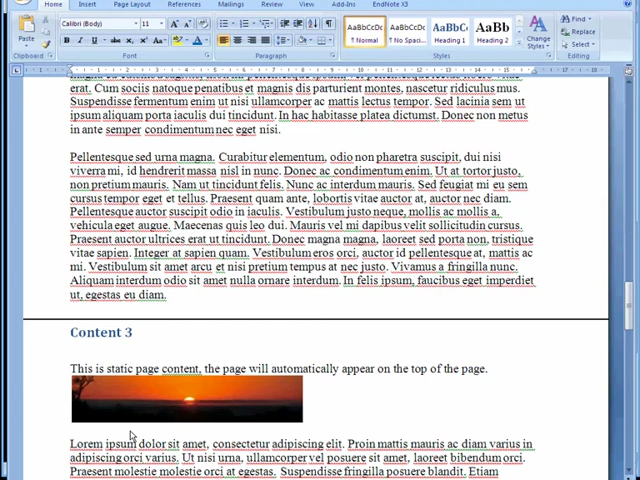 Home
Insert
Page Layout
References
Mailings
Review
View
Add-Ins
EndNote X3
Calibri (Body)
11
Paste
Clipboard
Font
Paragraph
AaBbCcDc
¶ Normal
AaBbCcDc
¶ No Spaci...
AaBbCc
Heading 1
AaBbCc
Heading 2
Change
Styles
Styles
Find
Replace
Select
Editing
erat. Cum sociis natoque penatibus et magnis dis parturient montes, nascetur ridiculus mus.
Suspendisse fermentum enim ut nisi ullamcorper ac mattis lectus tempor. Sed lacinia sem ut
ipsum aliquam porta iaculis dui tincidunt. In hac habitasse platea dictumst. Donec non metus
in ante semper condimentum nec eget nisi.
Pellentesque sed urna magna. Curabitur elementum, odio non pharetra suscipit, dui nisi
viverra mi, id hendrerit massa nisl in nunc. Donec ac condimentum enim. Ut at tortor justo,
non pretium mauris. Nam ut tincidunt felis. Nunc ac interdum mauris. Sed feugiat mi eu sem
cursus tempor eget et tellus. Praesent quam ante, lobortis vitae auctor at, auctor nec diam.
Pellentesque auctor suscipit odio in iaculis. Vestibulum justo neque, mollis ac mollis a,
vehicula eget augue. Maecenas quis leo dui. Mauris vel mi dapibus velit sollicitudin cursus.
Praesent auctor ultrices erat ut tincidunt. Donec magna magna, laoreet sed porta non, tristique
vitae sapien. Integer at sapien quam. Vestibulum eros orci, auctor id pellentesque at, mattis ac
mi. Vestibulum sit amet arcu et nisi pretium tempus at nec justo. Vivamus a fringilla nunc.
Aliquam interdum odio sit amet nulla ornare interdum. In felis ipsum, faucibus eget imperdiet
ut, egestas eu diam.
Content 3
This is static page content, the page will automatically appear on the top of the page.
Lorem ipsum dolor sit amet, consectetur adipiscing elit. Proin mattis mauris ac diam varius in
adipiscing orci varius. Ut nisi urna, ullamcorper vel posuere sit amet, laoreet bibendum orci.
Praesent molestie molestie orci at egestas. Suspendisse fringilla posuere blandit. Etiam